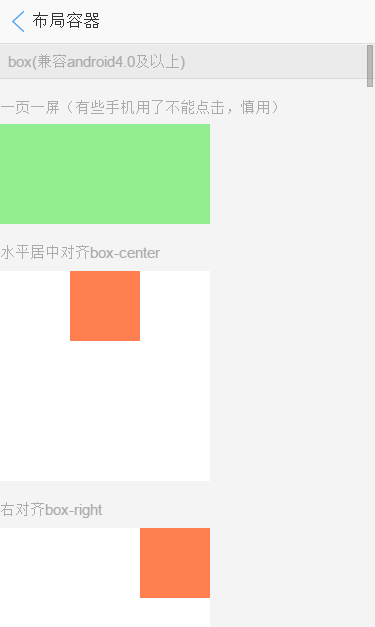 布局容器
box(兼容android4.0及以上)
一页一屏（有些手机用了不能点击，慎用）
水平居中对齐box-center
右对齐box-right